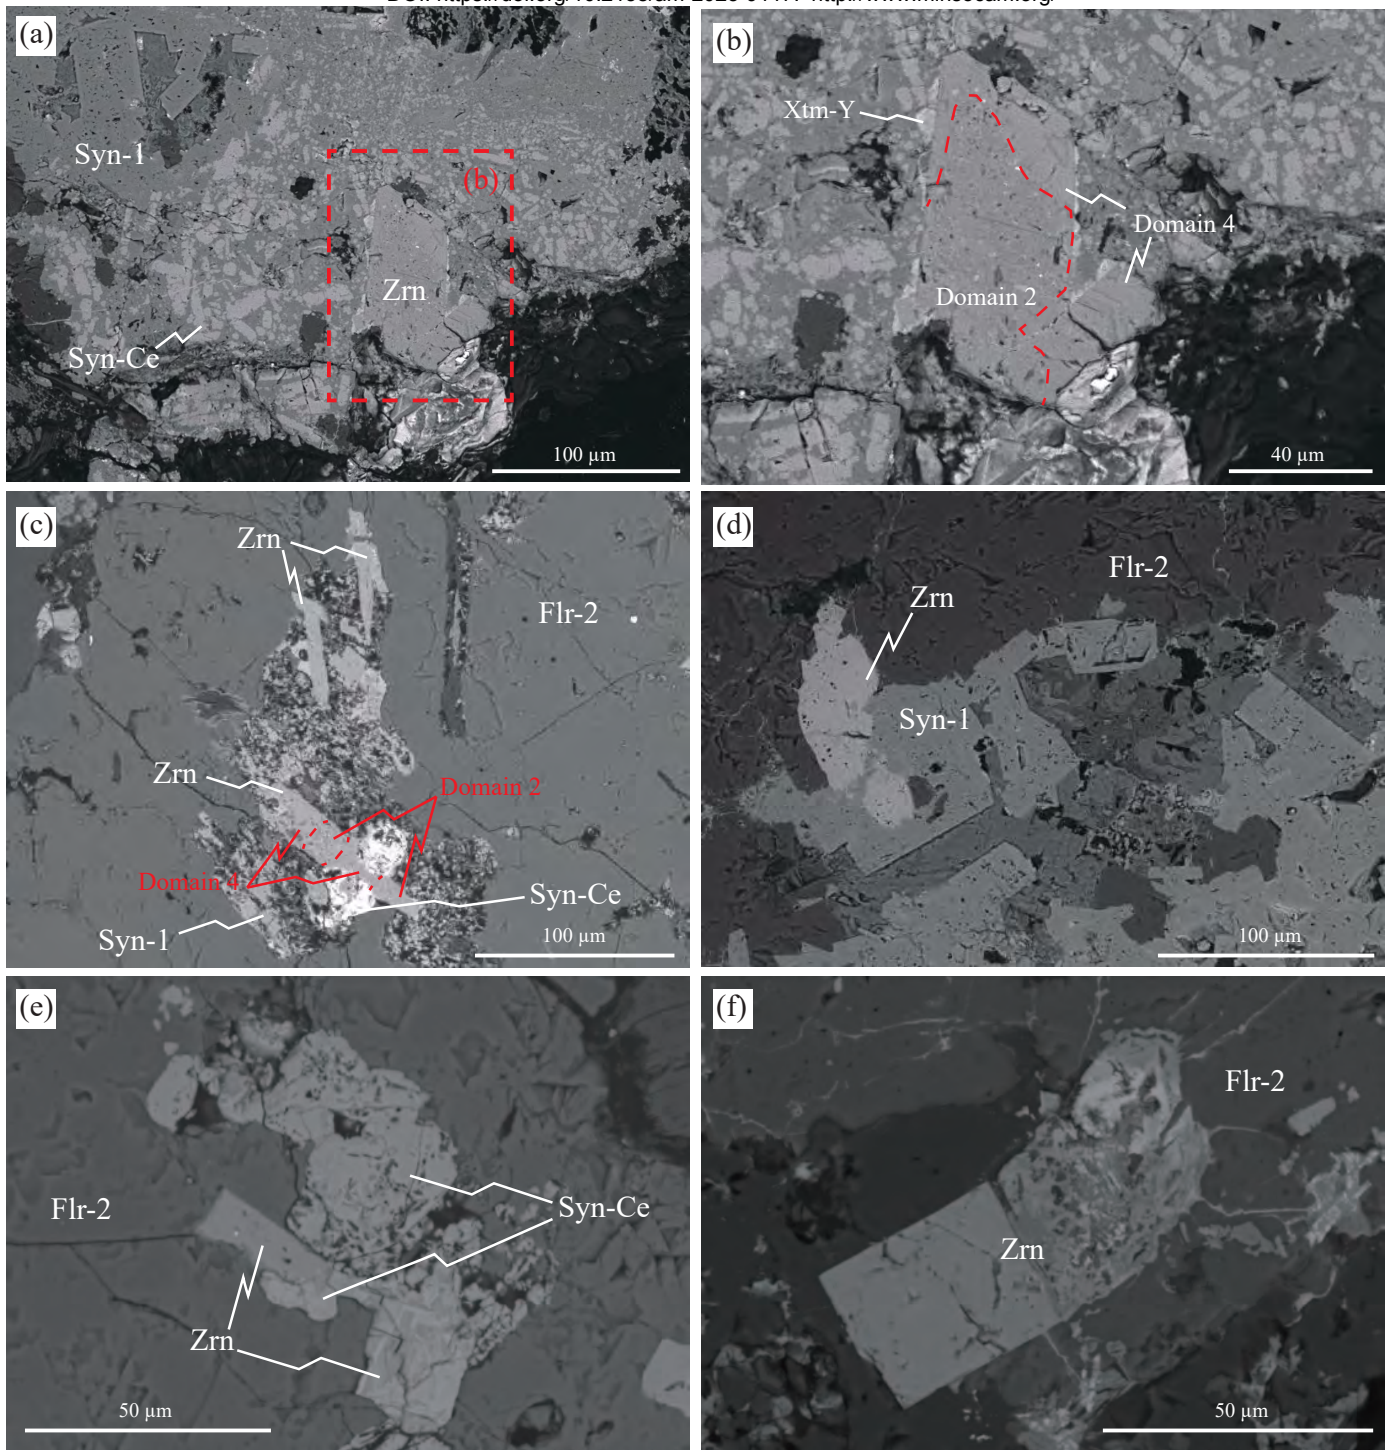 (a)
Syn-1
(b)
Zrn
Syn-Ce
100 µm
(b)
Xtm-Y
Domain 4
Domain 2
40 µm
(c)
Zrn
Flr-2
Zrn
Domain 2
Domain 4
Syn-Ce
Syn-1
100 µm
(d)
Flr-2
Zrn
Syn-1
100 µm
(e)
Flr-2
Syn-Ce
Zrn
50 µm
(f)
Flr-2
Zrn
50 µm